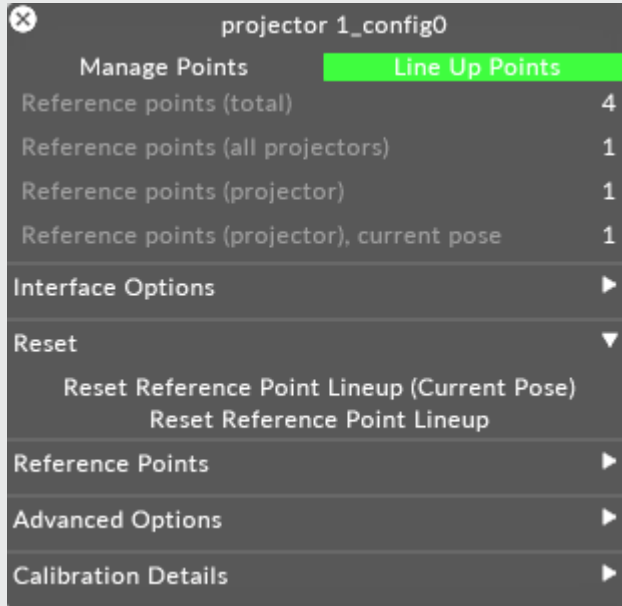 projector 1_config0
Manage Points Line Up Points
Reference points (total) 4
Reference points (all projectors) 1
Reference points (projector) 1
Reference points (projector), current pose 1
Interface Options
Reset
Reset Reference Point Lineup (Current Pose)
Reset Reference Point Lineup
Reference Points
Advanced Options
Calibration Details